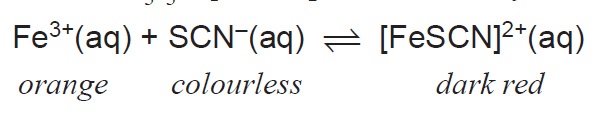 Fe³⁺(aq) + SCN⁻(aq) ⇌ [FeSCN]²⁺(aq)
orange colourless dark red